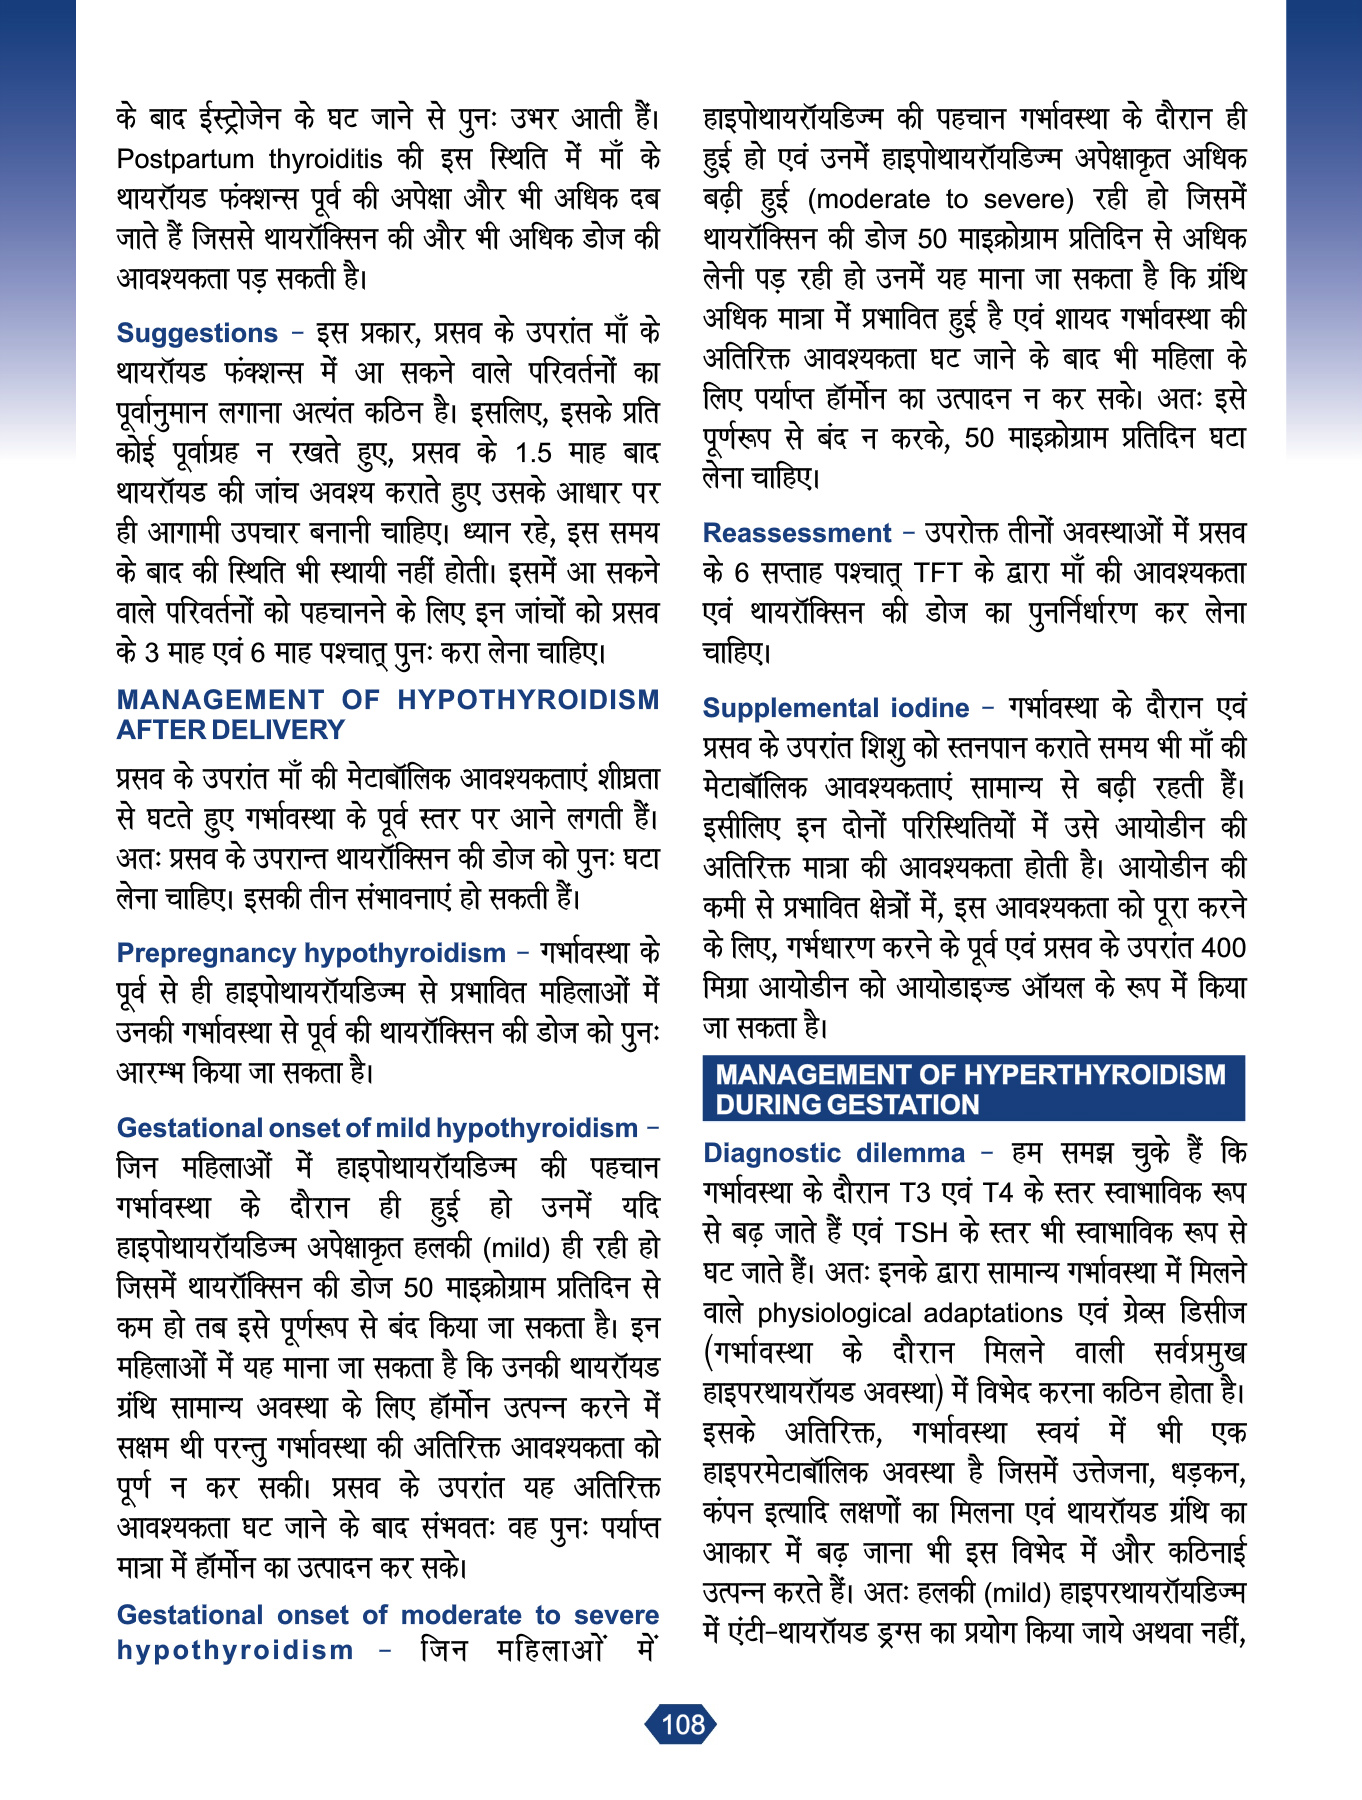 के बाद ईस्ट्रोजेन के घट जाने से पुनः उभर आती हैं।
Postpartum thyroiditis की इस स्थिति में माँ के
थायरॉयड फंक्शन्स पूर्व की अपेक्षा और भी अधिक दब
जाते हैं जिससे थायरॉक्सिन की और भी अधिक डोज की
आवश्यकता पड़ सकती है।
Suggestions – इस प्रकार, प्रसव के उपरांत माँ के
थायरॉयड फंक्शन्स में आ सकने वाले परिवर्तनों का
पूर्वानुमान लगाना अत्यंत कठिन है। इसलिए, इसके प्रति
कोई पूर्वाग्रह न रखते हुए, प्रसव के 1.5 माह बाद
थायरॉयड की जांच अवश्य कराते हुए उसके आधार पर
ही आगामी उपचार बनानी चाहिए। ध्यान रहे, इस समय
के बाद की स्थिति भी स्थायी नहीं होती। इसमें आ सकने
वाले परिवर्तनों को पहचानने के लिए इन जांचों को प्रसव
के 3 माह एवं 6 माह पश्चात् पुनः करा लेना चाहिए।
MANAGEMENT OF HYPOTHYROIDISM
AFTER DELIVERY
प्रसव के उपरांत माँ की मेटाबॉलिक आवश्यकताएं शीघ्रता
से घटते हुए गर्भावस्था के पूर्व स्तर पर आने लगती हैं।
अतः प्रसव के उपरान्त थायरॉक्सिन की डोज को पुनः घटा
लेना चाहिए। इसकी तीन संभावनाएं हो सकती हैं।
Prepregnancy hypothyroidism – गर्भावस्था के
पूर्व से ही हाइपोथायरॉयडिज्म से प्रभावित महिलाओं में
उनकी गर्भावस्था से पूर्व की थायरॉक्सिन की डोज को पुनः
आरम्भ किया जा सकता है।
Gestational onset of mild hypothyroidism –
जिन महिलाओं में हाइपोथायरॉयडिज्म की पहचान
गर्भावस्था के दौरान ही हुई हो उनमें यदि
हाइपोथायरॉयडिज्म अपेक्षाकृत हलकी (mild) ही रही हो
जिसमें थायरॉक्सिन की डोज 50 माइक्रोग्राम प्रतिदिन से
कम हो तब इसे पूर्णरूप से बंद किया जा सकता है। इन
महिलाओं में यह माना जा सकता है कि उनकी थायरॉयड
ग्रंथि सामान्य अवस्था के लिए हॉर्मोन उत्पन्न करने में
सक्षम थी परन्तु गर्भावस्था की अतिरिक्त आवश्यकता को
पूर्ण न कर सकी। प्रसव के उपरांत यह अतिरिक्त
आवश्यकता घट जाने के बाद संभवतः वह पुनः पर्याप्त
मात्रा में हॉर्मोन का उत्पादन कर सके।
Gestational onset of moderate to severe
hypothyroidism – जिन महिलाओं में
हाइपोथायरॉयडिज्म की पहचान गर्भावस्था के दौरान ही
हुई हो एवं उनमें हाइपोथायरॉयडिज्म अपेक्षाकृत अधिक
बढ़ी हुई (moderate to severe) रही हो जिसमें
थायरॉक्सिन की डोज 50 माइक्रोग्राम प्रतिदिन से अधिक
लेनी पड़ रही हो उनमें यह माना जा सकता है कि ग्रंथि
अधिक मात्रा में प्रभावित हुई है एवं शायद गर्भावस्था की
अतिरिक्त आवश्यकता घट जाने के बाद भी महिला के
लिए पर्याप्त हॉर्मोन का उत्पादन न कर सके। अतः इसे
पूर्णरूप से बंद न करके, 50 माइक्रोग्राम प्रतिदिन घटा
लेना चाहिए।
Reassessment – उपरोक्त तीनों अवस्थाओं में प्रसव
के 6 सप्ताह पश्चात् TFT के द्वारा माँ की आवश्यकता
एवं थायरॉक्सिन की डोज का पुनर्निर्धारण कर लेना
चाहिए।
Supplemental iodine – गर्भावस्था के दौरान एवं
प्रसव के उपरांत शिशु को स्तनपान कराते समय भी माँ की
मेटाबॉलिक आवश्यकताएं सामान्य से बढ़ी रहती हैं।
इसीलिए इन दोनों परिस्थितियों में उसे आयोडीन की
अतिरिक्त मात्रा की आवश्यकता होती है। आयोडीन की
कमी से प्रभावित क्षेत्रों में, इस आवश्यकता को पूरा करने
के लिए, गर्भधारण करने के पूर्व एवं प्रसव के उपरांत 400
मिग्रा आयोडीन को आयोडाइज्ड ऑयल के रूप में किया
जा सकता है।
MANAGEMENT OF HYPERTHYROIDISM
DURING GESTATION
Diagnostic dilemma – हम समझ चुके हैं कि
गर्भावस्था के दौरान T3 एवं T4 के स्तर स्वाभाविक रूप
से बढ़ जाते हैं एवं TSH के स्तर भी स्वाभाविक रूप से
घट जाते हैं। अतः इनके द्वारा सामान्य गर्भावस्था में मिलने
वाले physiological adaptations एवं ग्रेव्स डिसीज
(गर्भावस्था के दौरान मिलने वाली सर्वप्रमुख
हाइपरथायरॉयड अवस्था) में विभेद करना कठिन होता है।
इसके अतिरिक्त, गर्भावस्था स्वयं में भी एक
हाइपरमेटाबॉलिक अवस्था है जिसमें उत्तेजना, धड़कन,
कंपन इत्यादि लक्षणों का मिलना एवं थायरॉयड ग्रंथि का
आकार में बढ़ जाना भी इस विभेद में और कठिनाई
उत्पन्न करते हैं। अतः हलकी (mild) हाइपरथायरॉयडिज्म
में एंटी-थायरॉयड ड्रग्स का प्रयोग किया जाये अथवा नहीं,
108